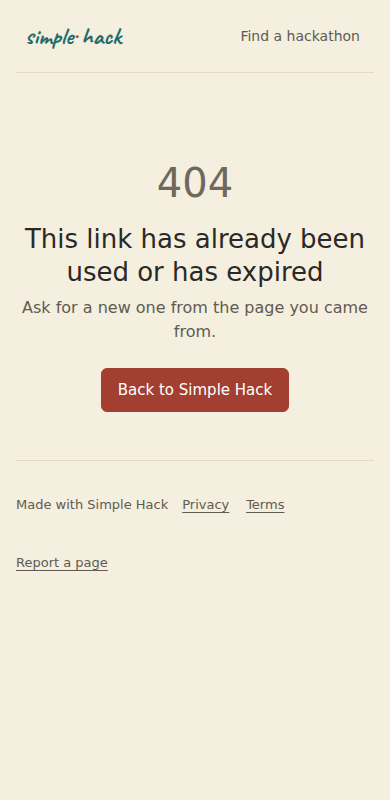 simple· hack
Find a hackathon
404
This link has already been
used or has expired
Ask for a new one from the page you came
from.
Back to Simple Hack
Made with Simple Hack Privacy Terms
Report a page